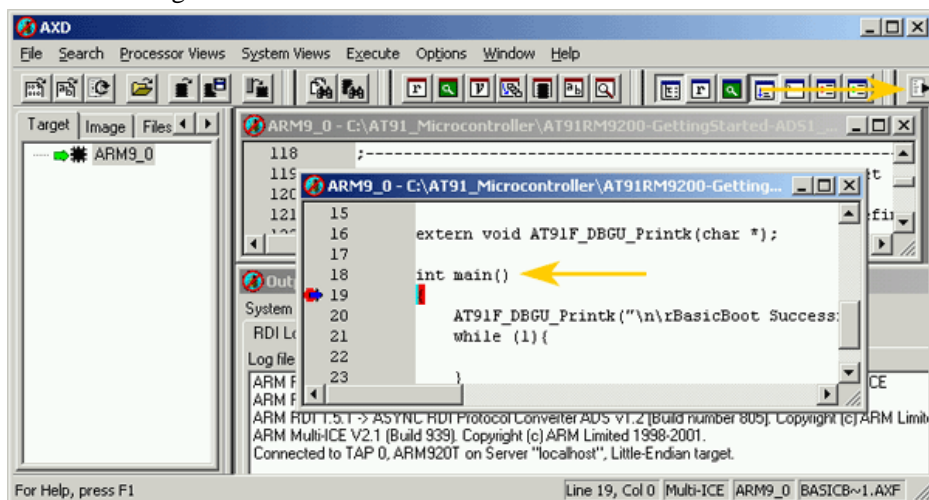 AXD
File Search Processor Views System Views Execute Options Window Help
Target Image Files
ARM9_0
ARM9_0 - C:\AT91_Microcontroller\AT91RM9200-GettingStarted-ADS1_...
118 ;----------------------------------------------------
119
120
121
ARM9_0 - C:\AT91_Microcontroller\AT91RM9200-Getting...
15
16 extern void AT91F_DBGU_Printk(char *);
17
18 int main()
19 {
20 AT91F_DBGU_Printk("\n\rBasicBoot Success
21 while (1){
22
23 }
System
Log file
ARM RDI 1.5.1 -> ASYNC RDI Protocol Converter ADS v1.2 [Build number 805]. Copyright (c) ARM Limit
ARM Multi-ICE V2.1 (Build 939). Copyright (c) ARM Limited 1998-2001.
Connected to TAP 0, ARM920T on Server "localhost", Little-Endian target.
For Help, press F1
Line 19, Col 0 Multi-ICE ARM9_0 BASICB~1.AXF